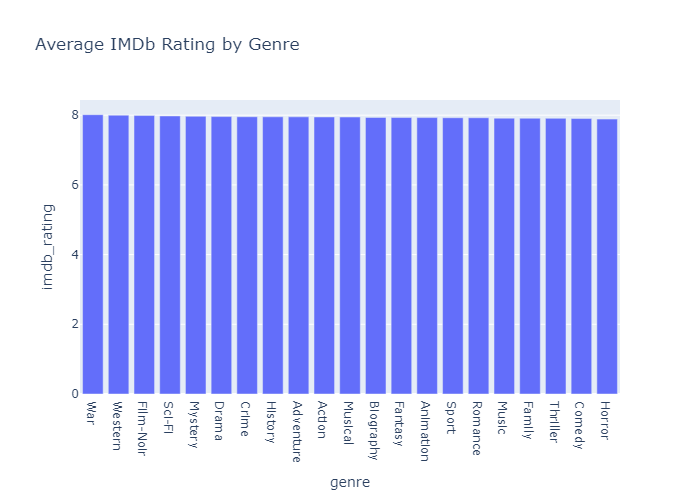 Average IMDb Rating by Genre
imdb_rating
8
6
4
2
0
War
Western
Film-Noir
Sci-Fi
Mystery
Drama
Crime
History
Adventure
Action
Musical
Biography
Fantasy
Animation
Sport
Romance
Music
Family
Thriller
Comedy
Horror
genre